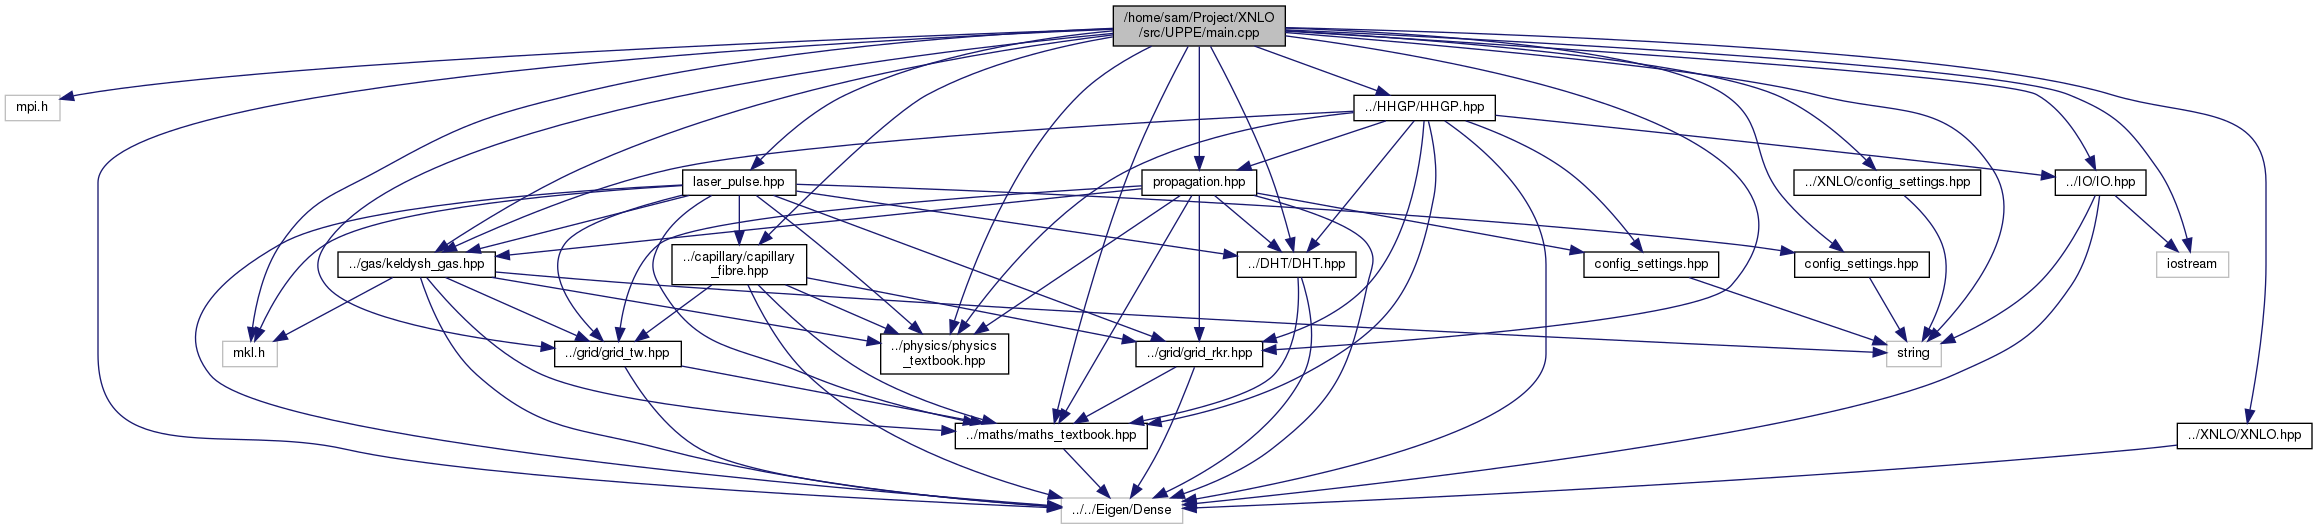 /home/sam/Project/XNLO
/src/UPPE/main.cpp
mpi.h
../HHGP/HHGP.hpp
laser_pulse.hpp
propagation.hpp
../XNLO/config_settings.hpp
../IO/IO.hpp
../gas/keldysh_gas.hpp
../capillary/capillary
_fibre.hpp
../DHT/DHT.hpp
config_settings.hpp
config_settings.hpp
iostream
mkl.h
../grid/grid_tw.hpp
../physics/physics
_textbook.hpp
../grid/grid_rkr.hpp
string
../maths/maths_textbook.hpp
../XNLO/XNLO.hpp
../../Eigen/Dense